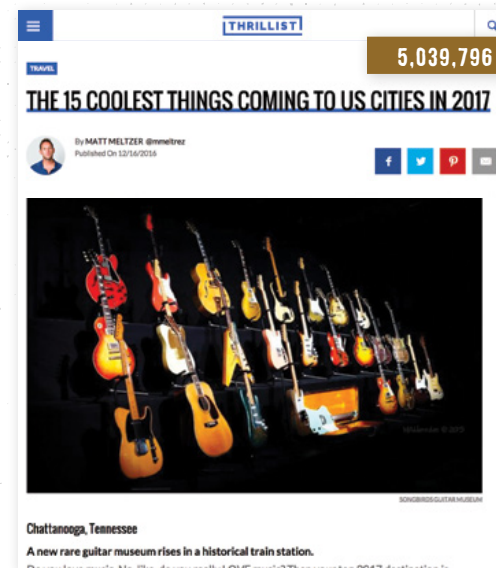 THRILLIST
5,039,796
TRAVEL
THE 15 COOLEST THINGS COMING TO US CITIES IN 2017
By MATT MELTZER @mmeltrez
Published On 12/16/2016
SONGBIRDS GUITAR MUSEUM
Chattanooga, Tennessee
A new rare guitar museum rises in a historical train station.